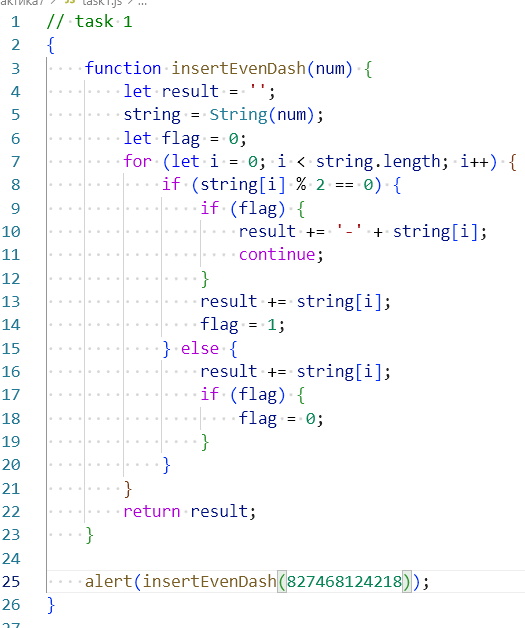 актика7 > JS task1.js > ...
1 // task 1
2 {
3     function insertEvenDash(num) {
4         let result = '';
5         string = String(num);
6         let flag = 0;
7         for (let i = 0; i < string.length; i++) {
8             if (string[i] % 2 == 0) {
9                 if (flag) {
10                     result += '-' + string[i];
11                     continue;
12                 }
13                 result += string[i];
14                 flag = 1;
15             } else {
16                 result += string[i];
17                 if (flag) {
18                     flag = 0;
19                 }
20             }
21         }
22         return result;
23     }
24
25     alert(insertEvenDash(827468124218));
26 }
27